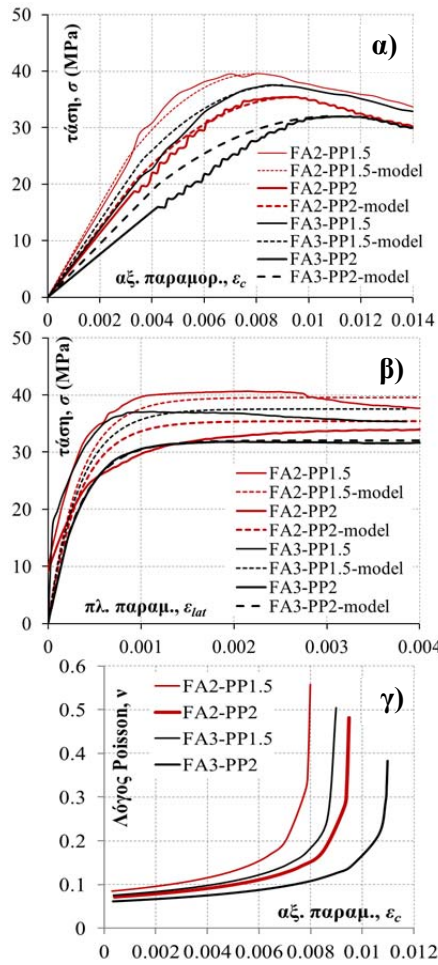 α)
τάση, σ (MPa)
50
40
30
20
10
0
FA2-PP1.5
FA2-PP1.5-model
FA2-PP2
FA2-PP2-model
FA3-PP1.5
FA3-PP1.5-model
FA3-PP2
FA3-PP2-model
αξ. παραμορ., εc
0 0.002 0.004 0.006 0.008 0.01 0.012 0.014
β)
τάση, σ (MPa)
50
40
30
20
10
0
FA2-PP1.5
FA2-PP1.5-model
FA2-PP2
FA2-PP2-model
FA3-PP1.5
FA3-PP1.5-model
FA3-PP2
FA3-PP2-model
πλ. παραμ., εlat
0 0.001 0.002 0.003 0.004
γ)
Λόγος Poisson, ν
0.6
0.5
0.4
0.3
0.2
0.1
0
FA2-PP1.5
FA2-PP2
FA3-PP1.5
FA3-PP2
αξ. παραμ., εc
0 0.002 0.004 0.006 0.008 0.01 0.012